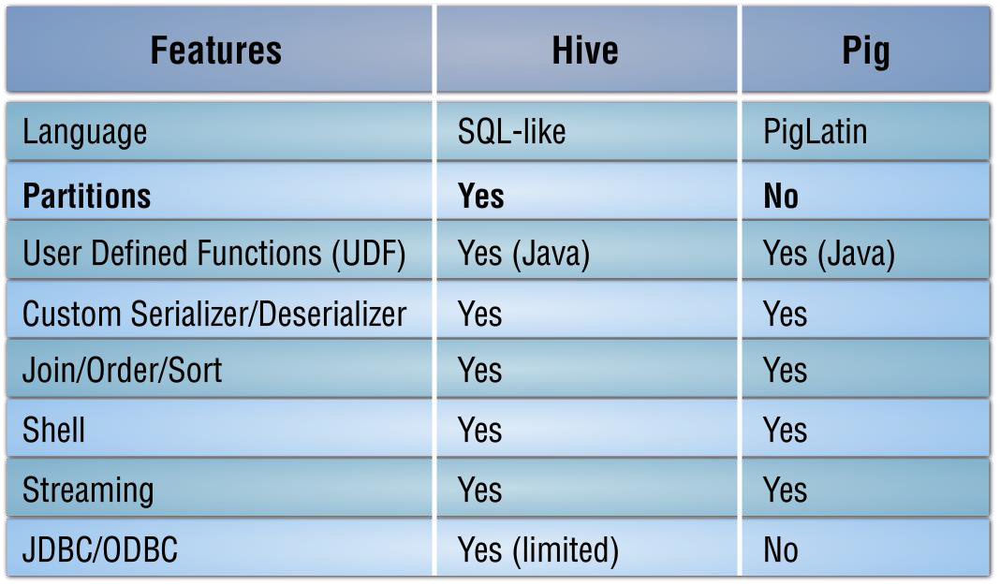 Features Hive Pig
Language SQL-like PigLatin
Partitions Yes No
User Defined Functions (UDF) Yes (Java) Yes (Java)
Custom Serializer/Deserializer Yes Yes
Join/Order/Sort Yes Yes
Shell Yes Yes
Streaming Yes Yes
JDBC/ODBC Yes (limited) No